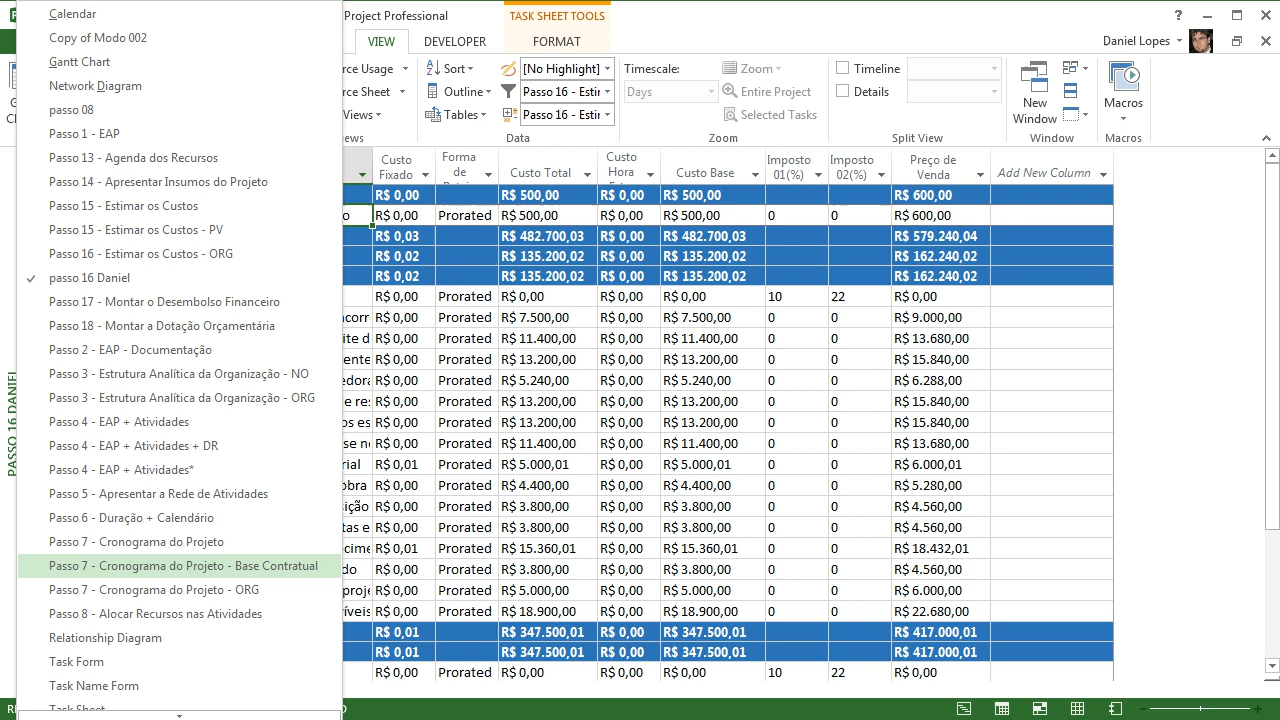 Project Professional
TASK SHEET TOOLS
VIEW
DEVELOPER
FORMAT
Daniel Lopes
rce Usage
rce Sheet
Views
ews
Sort
Outline
Tables
[No Highlight]
Passo 16 - Estir
Passo 16 - Estir
Data
Timescale:
Days
Zoom
Entire Project
Selected Tasks
Zoom
Timeline
Details
Split View
New
Window
Window
Macros
Macros
Calendar
Copy of Modo 002
Gantt Chart
Network Diagram
passo 08
Passo 1 - EAP
Passo 13 - Agenda dos Recursos
Passo 14 - Apresentar Insumos do Projeto
Passo 15 - Estimar os Custos
Passo 15 - Estimar os Custos - PV
Passo 16 - Estimar os Custos - ORG
passo 16 Daniel
Passo 17 - Montar o Desembolso Financeiro
Passo 18 - Montar a Dotação Orçamentária
Passo 2 - EAP - Documentação
Passo 3 - Estrutura Analítica da Organização - NO
Passo 3 - Estrutura Analítica da Organização - ORG
Passo 4 - EAP + Atividades
Passo 4 - EAP + Atividades + DR
Passo 4 - EAP + Atividades*
Passo 5 - Apresentar a Rede de Atividades
Passo 6 - Duração + Calendário
Passo 7 - Cronograma do Projeto
Passo 7 - Cronograma do Projeto - Base Contratual
Passo 7 - Cronograma do Projeto - ORG
Passo 8 - Alocar Recursos nas Atividades
Relationship Diagram
Task Form
Task Name Form
Task Sheet
PASSO 16 DANIEL
Custo Fixado Forma de Custo Total Custo Hora Custo Base Imposto 01(%) Imposto 02(%) Preço de Venda Add New Column
R$ 0,00 R$ 500,00 R$ 0,00 R$ 500,00 R$ 600,00
o R$ 0,00 Prorated R$ 500,00 R$ 0,00 R$ 500,00 0 0 R$ 600,00
R$ 0,03 R$ 482.700,03 R$ 0,00 R$ 482.700,03 R$ 579.240,04
R$ 0,02 R$ 135.200,02 R$ 0,00 R$ 135.200,02 R$ 162.240,02
R$ 0,02 R$ 135.200,02 R$ 0,00 R$ 135.200,02 R$ 162.240,02
R$ 0,00 Prorated R$ 0,00 R$ 0,00 R$ 0,00 10 22 R$ 0,00
ncorr R$ 0,00 Prorated R$ 7.500,00 R$ 0,00 R$ 7.500,00 0 0 R$ 9.000,00
ite d R$ 0,00 Prorated R$ 11.400,00 R$ 0,00 R$ 11.400,00 0 0 R$ 13.680,00
ente R$ 0,00 Prorated R$ 13.200,00 R$ 0,00 R$ 13.200,00 0 0 R$ 15.840,00
edora R$ 0,00 Prorated R$ 5.240,00 R$ 0,00 R$ 5.240,00 0 0 R$ 6.288,00
e res R$ 0,00 Prorated R$ 13.200,00 R$ 0,00 R$ 13.200,00 0 0 R$ 15.840,00
os es R$ 0,00 Prorated R$ 13.200,00 R$ 0,00 R$ 13.200,00 0 0 R$ 15.840,00
se no R$ 0,00 Prorated R$ 11.400,00 R$ 0,00 R$ 11.400,00 0 0 R$ 13.680,00
rial R$ 0,01 Prorated R$ 5.000,01 R$ 0,00 R$ 5.000,01 0 0 R$ 6.000,01
obra R$ 0,00 Prorated R$ 4.400,00 R$ 0,00 R$ 4.400,00 0 0 R$ 5.280,00
sição R$ 0,00 Prorated R$ 3.800,00 R$ 0,00 R$ 3.800,00 0 0 R$ 4.560,00
tas e R$ 0,00 Prorated R$ 3.800,00 R$ 0,00 R$ 3.800,00 0 0 R$ 4.560,00
cime R$ 0,01 Prorated R$ 15.360,01 R$ 0,00 R$ 15.360,01 0 0 R$ 18.432,01
do R$ 0,00 Prorated R$ 3.800,00 R$ 0,00 R$ 3.800,00 0 0 R$ 4.560,00
proje R$ 0,00 Prorated R$ 5.000,00 R$ 0,00 R$ 5.000,00 0 0 R$ 6.000,00
íveis R$ 0,00 Prorated R$ 18.900,00 R$ 0,00 R$ 18.900,00 0 0 R$ 22.680,00
R$ 0,01 R$ 347.500,01 R$ 0,00 R$ 347.500,01 R$ 417.000,01
R$ 0,01 R$ 347.500,01 R$ 0,00 R$ 347.500,01 R$ 417.000,01
R$ 0,00 Prorated R$ 0,00 R$ 0,00 R$ 0,00 10 22 R$ 0,00